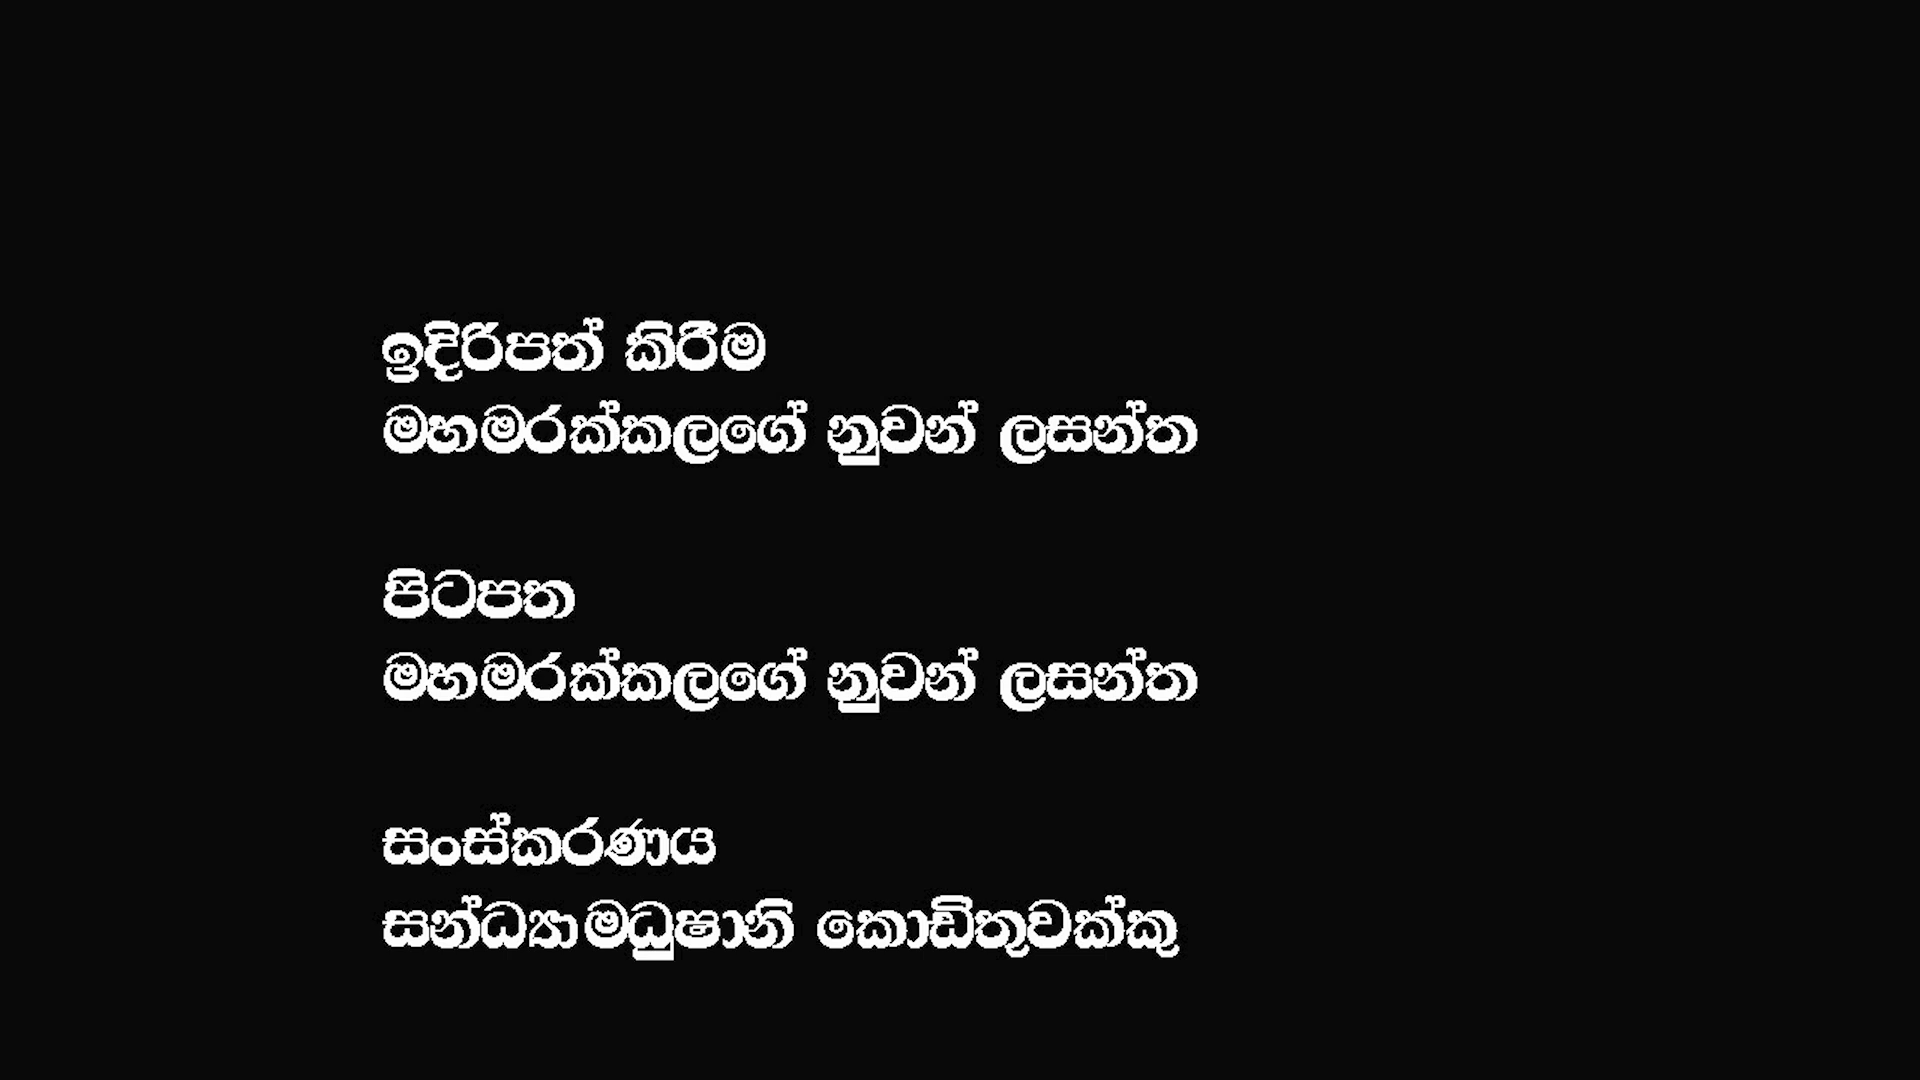 ඉදිරිපත් කිරීම
මහමරක්කලගේ නුවන් ලසන්ත
පිටපත
මහමරක්කලගේ නුවන් ලසන්ත
සංස්කරණය
සන්ධ්‍යා මධුෂානි කොඩිතුවක්කු